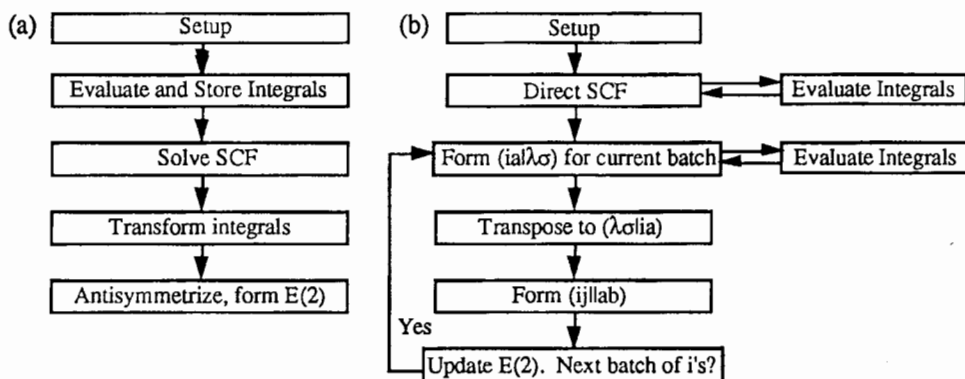 (a)
Setup
Evaluate and Store Integrals
Solve SCF
Transform integrals
Antisymmetrize, form E(2)
(b)
Setup
Direct SCF
Evaluate Integrals
Form (ia|λσ) for current batch
Evaluate Integrals
Transpose to (λσ|ia)
Form (ij||ab)
Yes
Update E(2). Next batch of i's?